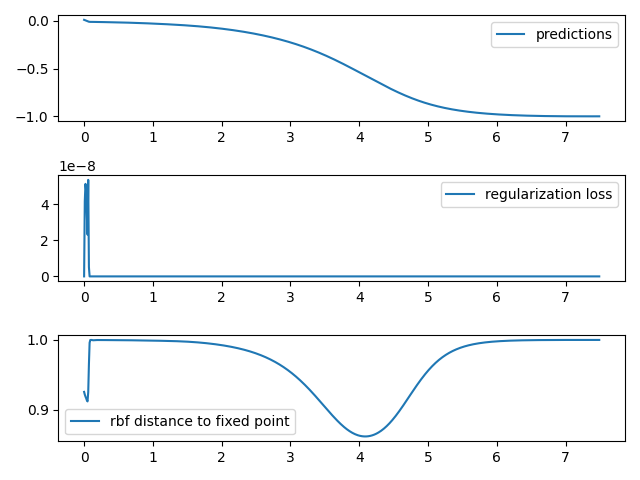 0.0
−0.5
−1.0
predictions
0 1 2 3 4 5 6 7
1e−8
4
2
0
regularization loss
0 1 2 3 4 5 6 7
1.0
0.9
rbf distance to fixed point
0 1 2 3 4 5 6 7